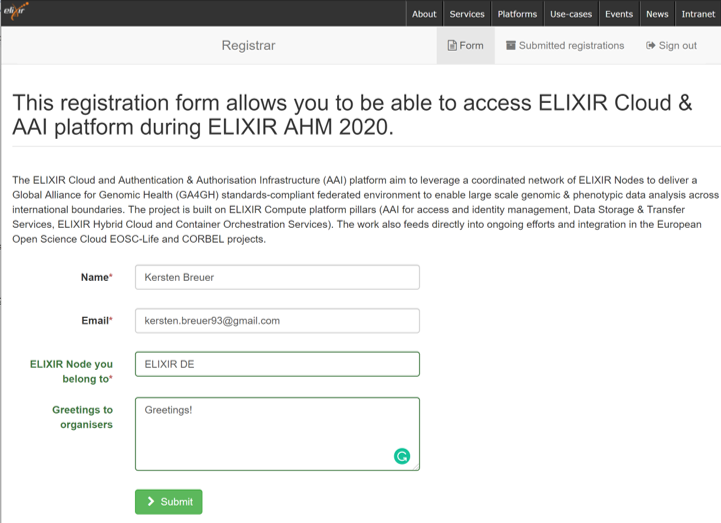 elixir
About Services Platforms Use-cases Events News Intranet
Registrar Form Submitted registrations Sign out
This registration form allows you to be able to access ELIXIR Cloud &
AAI platform during ELIXIR AHM 2020.
The ELIXIR Cloud and Authentication & Authorisation Infrastructure (AAI) platform aim to leverage a coordinated network of ELIXIR Nodes to deliver a
Global Alliance for Genomic Health (GA4GH) standards-compliant federated environment to enable large scale genomic & phenotypic data analysis across
international boundaries. The project is built on ELIXIR Compute platform pillars (AAI for access and identity management, Data Storage & Transfer
Services, ELIXIR Hybrid Cloud and Container Orchestration Services). The work also feeds directly into ongoing efforts and integration in the European
Open Science Cloud EOSC-Life and CORBEL projects.
Name* Kersten Breuer
Email* kersten.breuer93@gmail.com
ELIXIR Node you ELIXIR DE
belong to*
Greetings to Greetings!
organisers
Submit